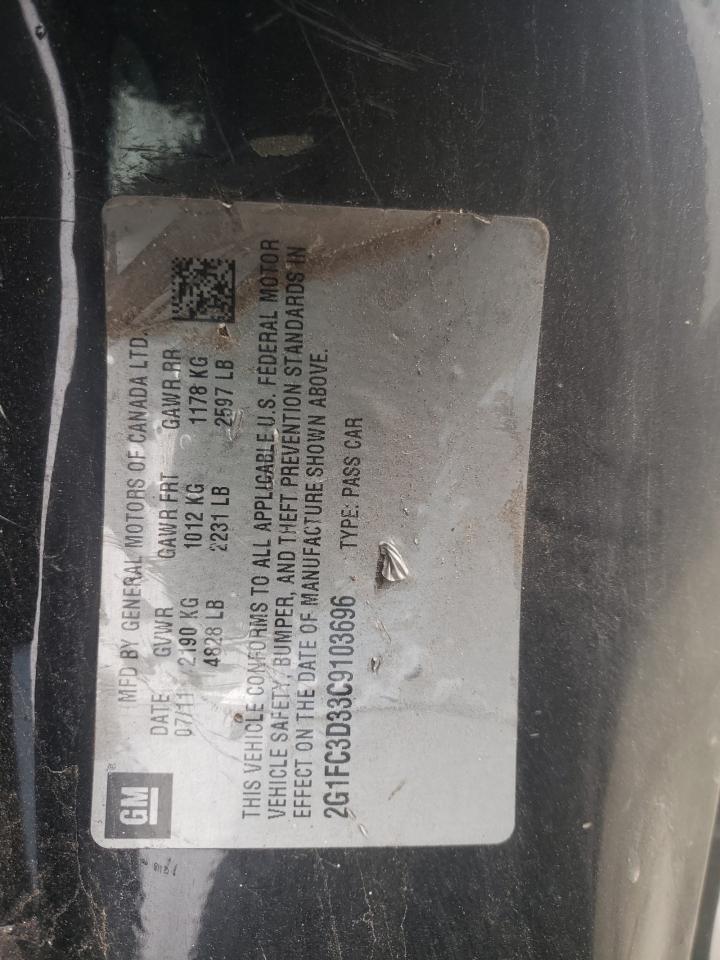 GM
MFD BY GENERAL MOTORS OF CANADA LTD.
DATE GVWR GAWR FRT GAWR RR
07/11 2190 KG 1012 KG 1178 KG
4828 LB 2231 LB 2597 LB
THIS VEHICLE CONFORMS TO ALL APPLICABLE U.S. FEDERAL MOTOR
VEHICLE SAFETY, BUMPER, AND THEFT PREVENTION STANDARDS IN
EFFECT ON THE DATE OF MANUFACTURE SHOWN ABOVE.
2G1FC3D33C9103696 TYPE: PASS CAR